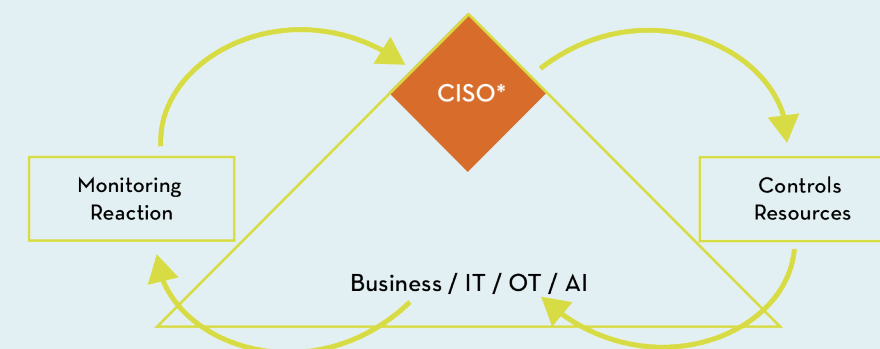 CISO*
Monitoring
Reaction
Controls
Resources
Business / IT / OT / AI